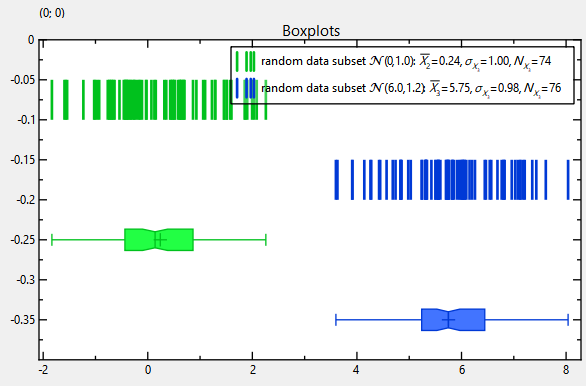 (0; 0)
Boxplots
0
random data subset 𝒩(0,1.0): X̅₂=0.24, σ_X₃=1.00, N_X₃=74
-0.05
random data subset 𝒩(6.0,1.2): X̅₃=5.75, σ_X₃=0.98, N_X₃=76
-0.1
-0.15
-0.2
-0.25
-0.3
-0.35
-2 0 2 4 6 8